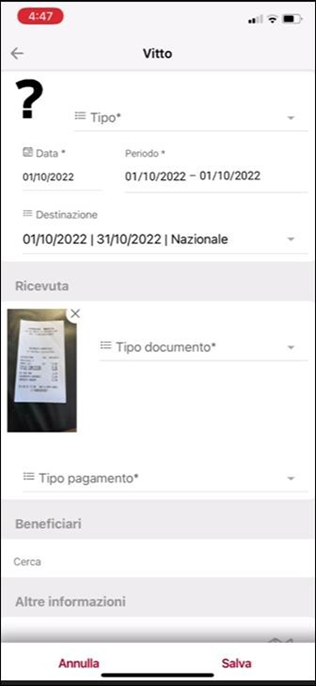 4:47
Vitto
?
Tipo*
Data *
Periodo *
01/10/2022
01/10/2022 – 01/10/2022
Destinazione
01/10/2022 | 31/10/2022 | Nazionale
Ricevuta
Tipo documento*
Tipo pagamento*
Beneficiari
Cerca
Altre informazioni
Annulla
Salva